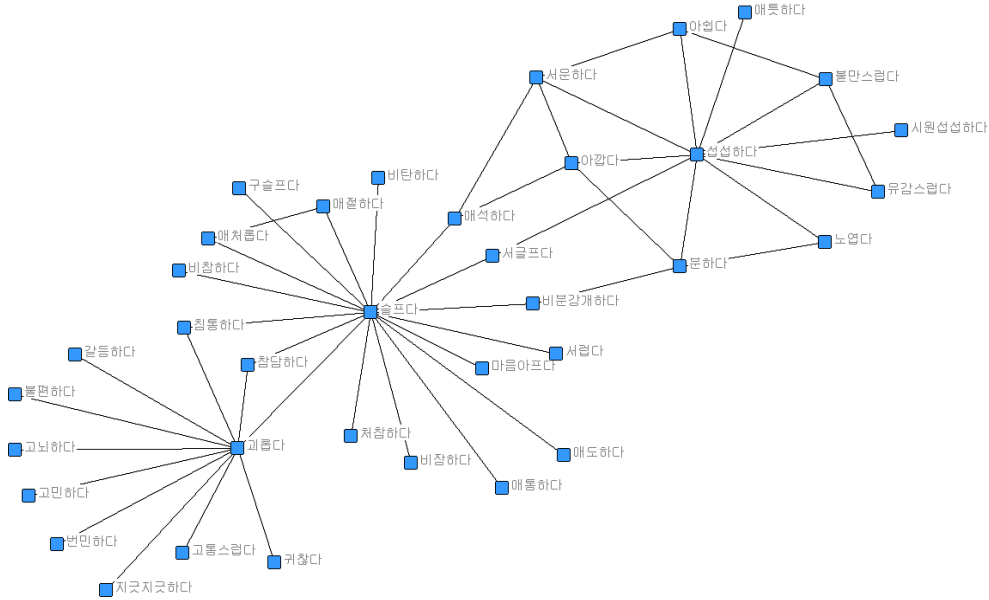 애틋하다
아쉽다
서운하다
불만스럽다
시원섭섭하다
섭섭하다
아깝다
비탄하다
구슬프다
유감스럽다
애절하다
애석하다
애처롭다
노엽다
서글프다
비참하다
분하다
비분강개하다
슬프다
침통하다
갈등하다
서럽다
참담하다
마음아프다
불편하다
처참하다
괴롭다
고뇌하다
애도하다
비장하다
애통하다
고민하다
번민하다
고통스럽다
귀찮다
지긋지긋하다